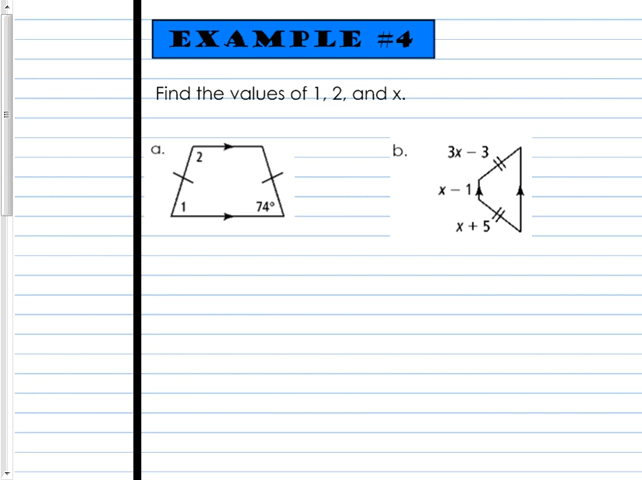 EXAMPLE #4
Find the values of 1, 2, and x.
a.
2
1
74°
b.
3x – 3
x – 1
x + 5